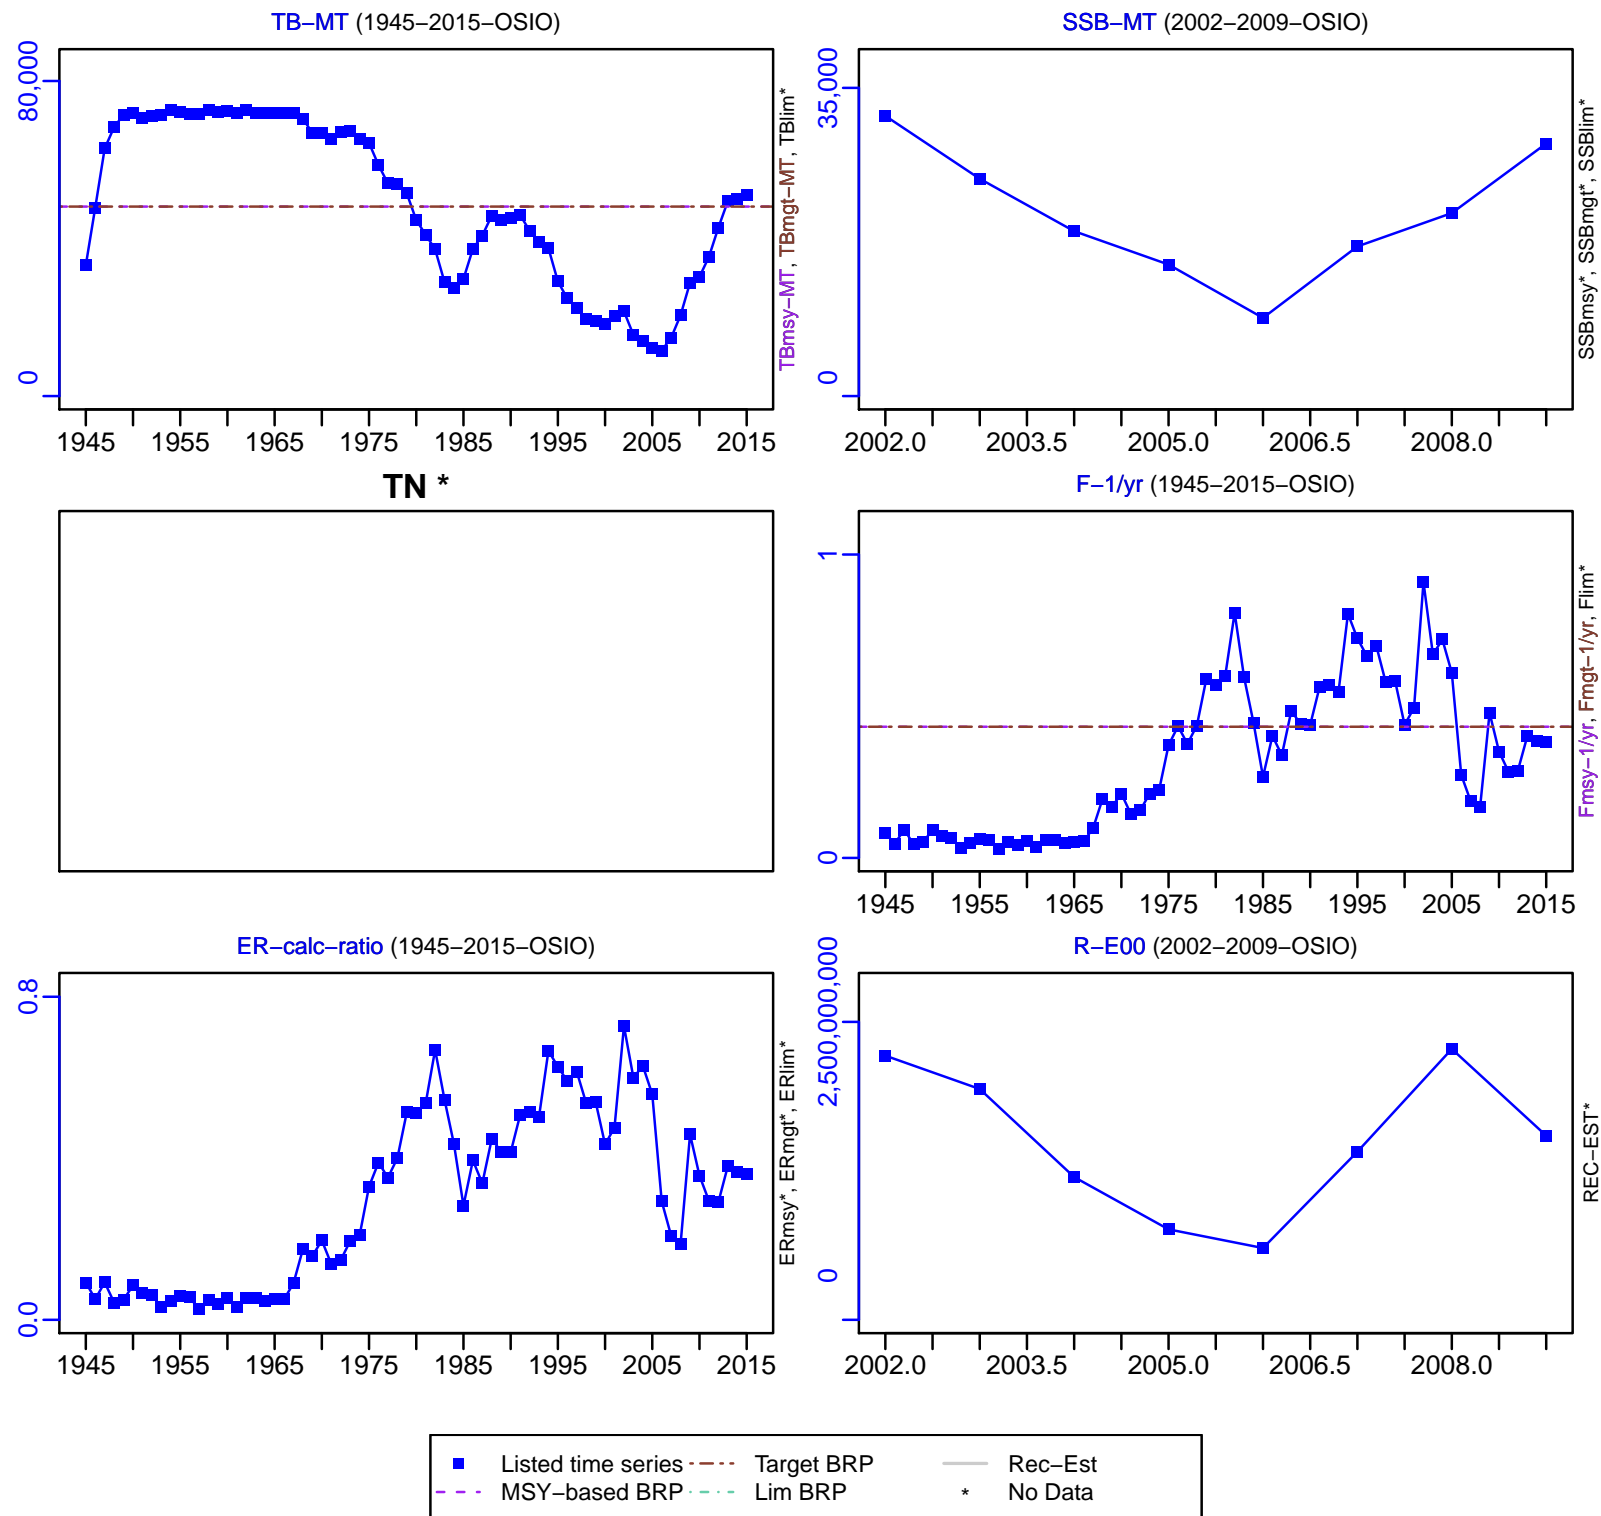 TB−MT (1945−2015−OSIO)
80,000
0
1945 1955 1965 1975 1985 1995 2005 2015
TBmsy−MT, TBmgt−MT, TBlim*
SSB−MT (2002−2009−OSIO)
35,000
0
2002.0 2003.5 2005.0 2006.5 2008.0
SSBmsy*, SSBmgt*, SSBlim*
TN *
F−1/yr (1945−2015−OSIO)
1
0
1945 1955 1965 1975 1985 1995 2005 2015
Fmsy−1/yr, Fmgt−1/yr, Flim*
ER−calc−ratio (1945−2015−OSIO)
0.8
0.0
1945 1955 1965 1975 1985 1995 2005 2015
ERmsy*, ERmgt*, ERlim*
R−E00 (2002−2009−OSIO)
2,500,000,000
0
2002.0 2003.5 2005.0 2006.5 2008.0
REC−EST*
Listed time series Target BRP Rec−Est
MSY−based BRP Lim BRP * No Data